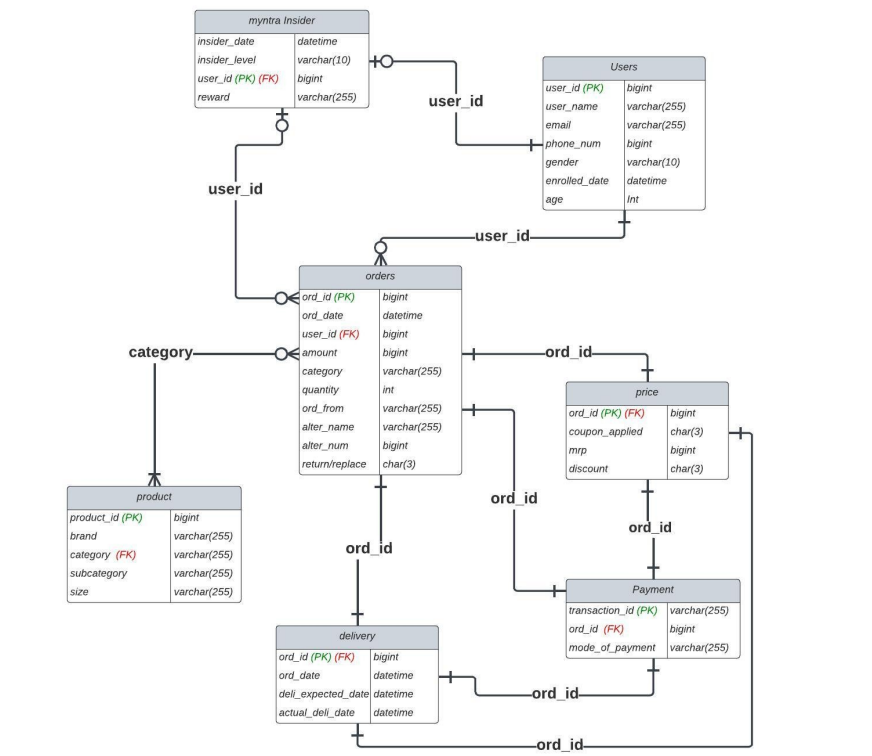 myntra Insider
insider_date datetime
insider_level varchar(10)
user_id (PK) (FK) bigint
reward varchar(255)
user_id
Users
user_id (PK) bigint
user_name varchar(255)
email varchar(255)
phone_num bigint
gender varchar(10)
enrolled_date datetime
age Int
user_id
user_id
orders
ord_id (PK) bigint
ord_date datetime
user_id (FK) bigint
amount bigint
category varchar(255)
quantity int
ord_from varchar(255)
alter_name varchar(255)
alter_num bigint
return/replace char(3)
category
ord_id
price
ord_id (PK) (FK) bigint
coupon_applied char(3)
mrp bigint
discount char(3)
product
product_id (PK) bigint
brand varchar(255)
category (FK) varchar(255)
subcategory varchar(255)
size varchar(255)
ord_id
ord_id
ord_id
Payment
transaction_id (PK) varchar(255)
ord_id (FK) bigint
mode_of_payment varchar(255)
delivery
ord_id (PK) (FK) bigint
ord_date datetime
deli_expected_date datetime
actual_deli_date datetime
ord_id
ord_id